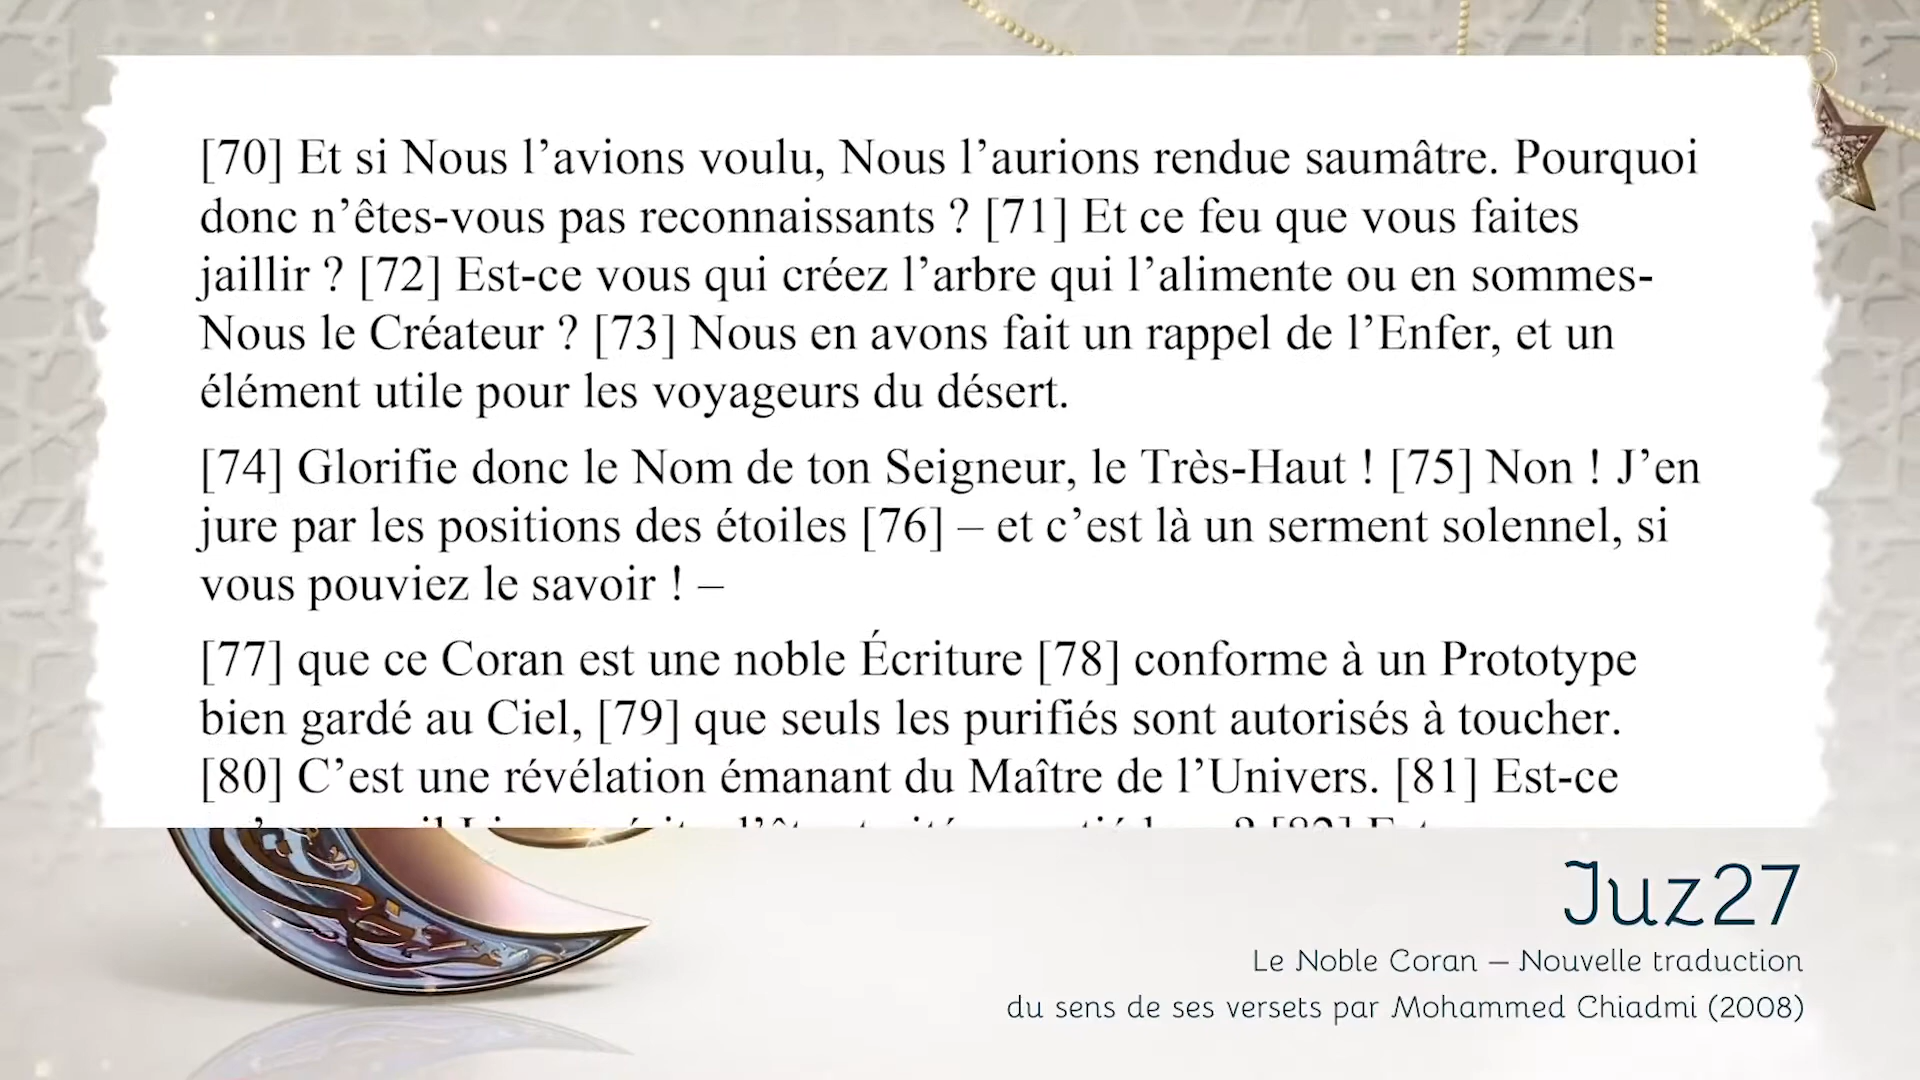 [70] Et si Nous l’avions voulu, Nous l’aurions rendue saumâtre. Pourquoi
donc n’êtes-vous pas reconnaissants ? [71] Et ce feu que vous faites
jaillir ? [72] Est-ce vous qui créez l’arbre qui l’alimente ou en sommes-
Nous le Créateur ? [73] Nous en avons fait un rappel de l’Enfer, et un
élément utile pour les voyageurs du désert.
[74] Glorifie donc le Nom de ton Seigneur, le Très-Haut ! [75] Non ! J’en
jure par les positions des étoiles [76] – et c’est là un serment solennel, si
vous pouviez le savoir ! –
[77] que ce Coran est une noble Écriture [78] conforme à un Prototype
bien gardé au Ciel, [79] que seuls les purifiés sont autorisés à toucher.
[80] C’est une révélation émanant du Maître de l’Univers. [81] Est-ce
Juz27
Le Noble Coran – Nouvelle traduction
du sens de ses versets par Mohammed Chiadmi (2008)